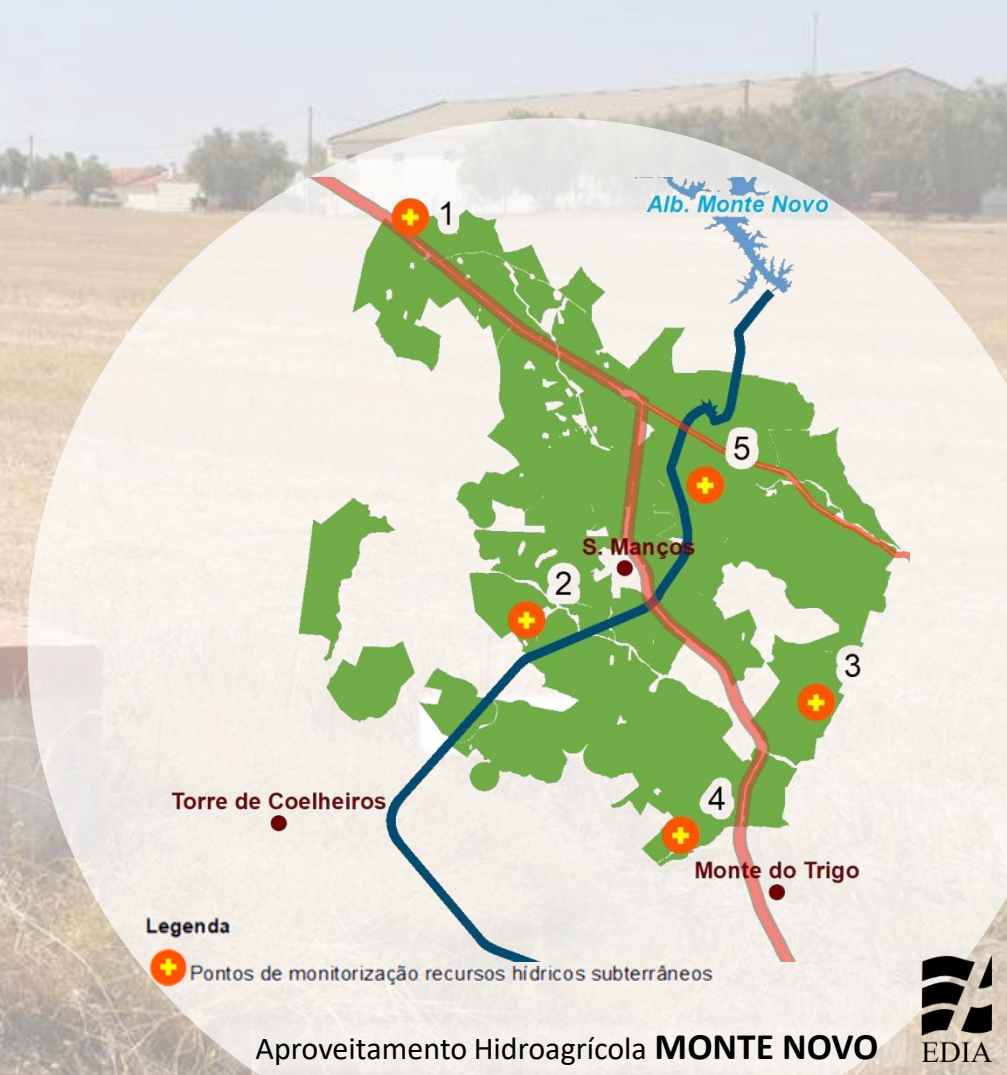 1
Alb. Monte Novo
5
S. Manços
2
3
Torre de Coelheiros
4
Monte do Trigo
Legenda
Pontos de monitorização recursos hídricos subterrâneos
Aproveitamento Hidroagrícola MONTE NOVO
EDIA